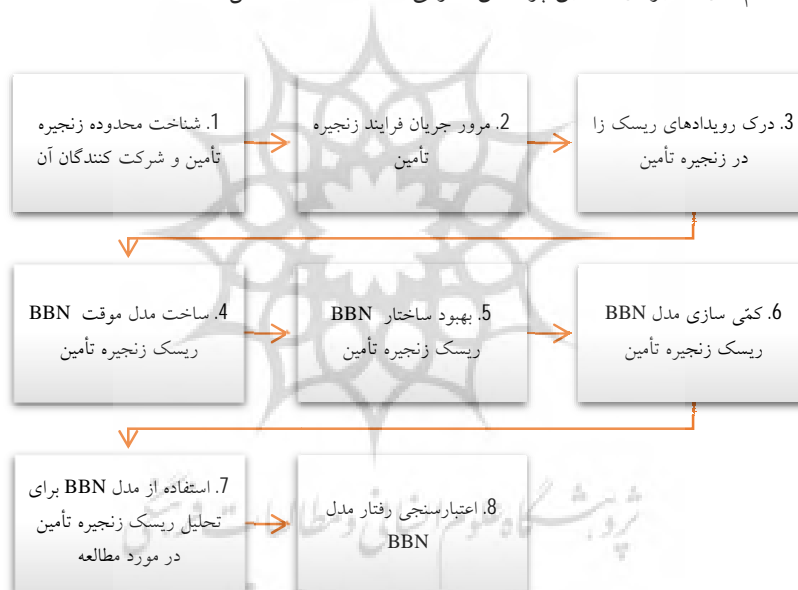 1. شناخت محدوده زنجیره
تأمین و شرکت کنندگان آن
2. مرور جریان فرایند زنجیره
تأمین
3. درک رویدادهای ریسک زا
در زنجیره تأمین
4. ساخت مدل موقت BBN
ریسک زنجیره تأمین
5. بهبود ساختار BBN
ریسک زنجیره تأمین
6. کمّی سازی مدل BBN
ریسک زنجیره تأمین
7. استفاده از مدل BBN برای
تحلیل ریسک زنجیره تأمین
در مورد مطالعه
8. اعتبارسنجی رفتار مدل
BBN